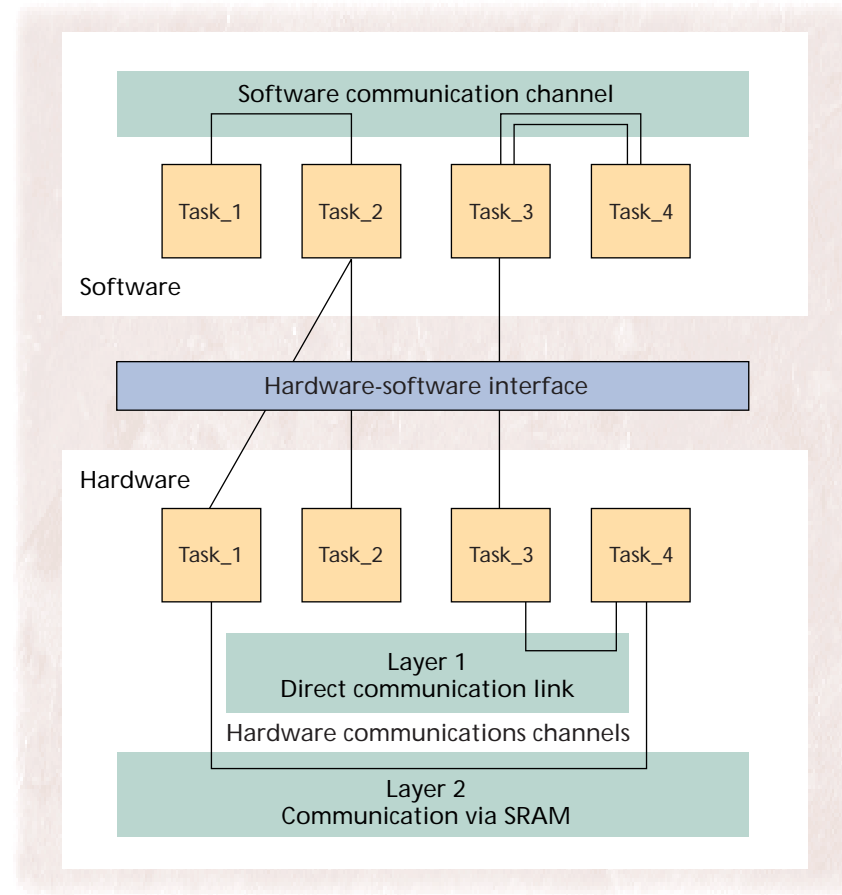 Software communication channel
Task_1
Task_2
Task_3
Task_4
Software
Hardware-software interface
Hardware
Task_1
Task_2
Task_3
Task_4
Layer 1
Direct communication link
Hardware communications channels
Layer 2
Communication via SRAM